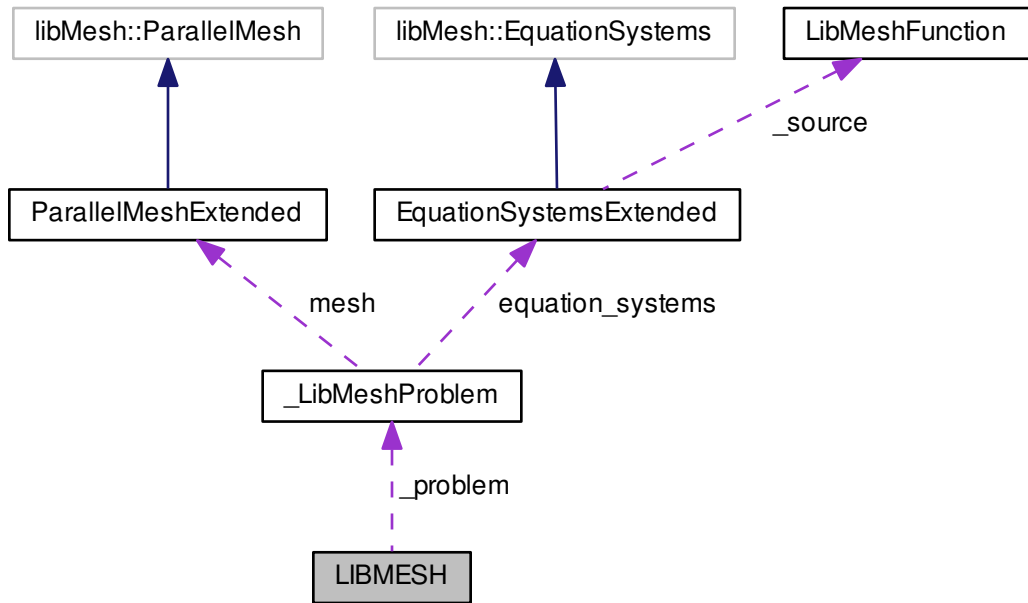 libMesh::ParallelMesh
libMesh::EquationSystems
LibMeshFunction
_source
ParallelMeshExtended
EquationSystemsExtended
mesh
equation_systems
_LibMeshProblem
_problem
LIBMESH